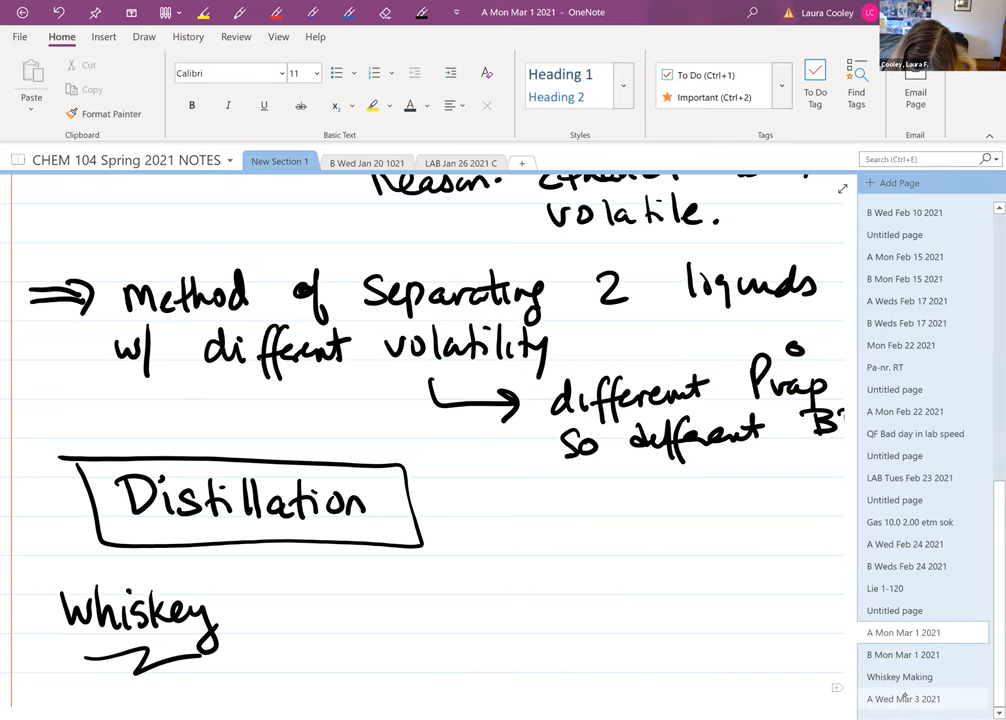 A Mon Mar 1 2021 - OneNote
Laura Cooley
LC
File Home Insert Draw History Review View Help
Cooley, Laura F.
Paste
Cut
Copy
Format Painter
Clipboard
Calibri 11
B I U ab x₂ A
Basic Text
Heading 1
Heading 2
Styles
To Do (Ctrl+1)
Important (Ctrl+2)
Tags
To Do Tag
Find Tags
Email Page
Email
CHEM 104 Spring 2021 NOTES
New Section 1
B Wed Jan 20 1021
LAB Jan 26 2021 C
Search (Ctrl+E)
Reason:
volatile.
⇒ method of separating 2 liquids
w/ different volatility
→ different P°vap
so different B
Distillation
Whiskey
Add Page
B Wed Feb 10 2021
Untitled page
A Mon Feb 15 2021
B Mon Feb 15 2021
A Weds Feb 17 2021
B Weds Feb 17 2021
Mon Feb 22 2021
Pa-nr. RT
Untitled page
A Mon Feb 22 2021
QF Bad day in lab speed
Untitled page
LAB Tues Feb 23 2021
Untitled page
Gas 10.0 2.00 etm sok
A Wed Feb 24 2021
B Weds Feb 24 2021
Lie 1-120
Untitled page
A Mon Mar 1 2021
B Mon Mar 1 2021
Whiskey Making
A Wed Mar 3 2021